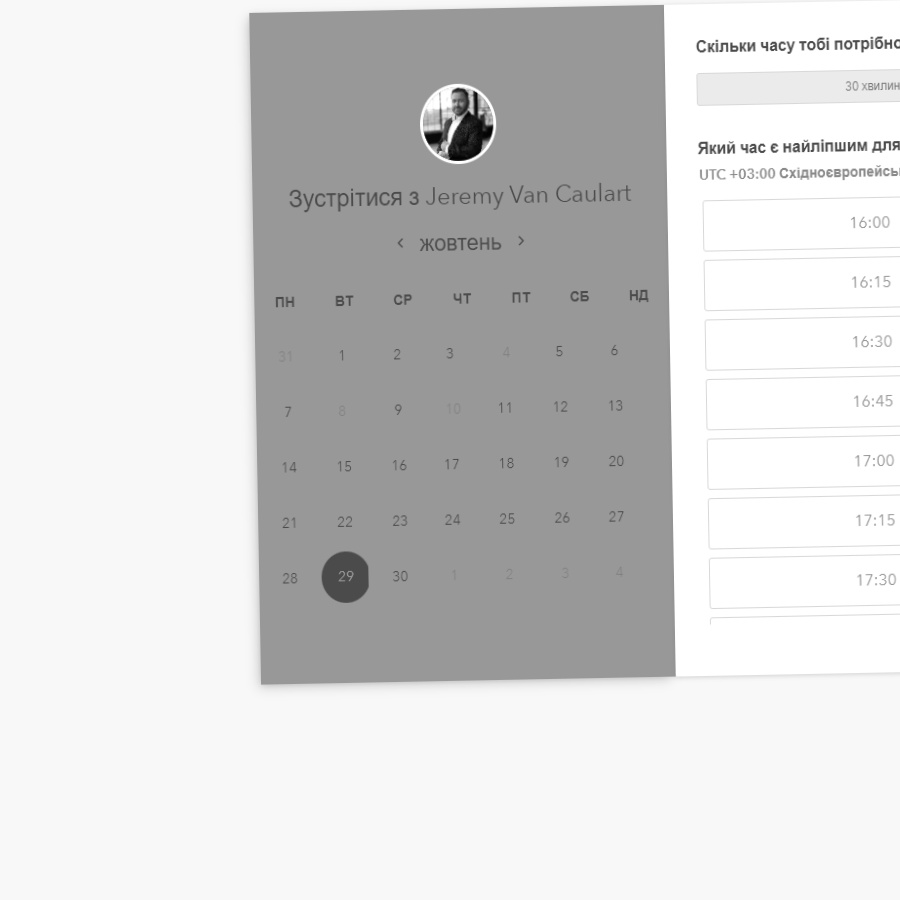 Зустрітися з Jeremy Van Caulart
‹ жовтень ›
ПН ВТ СР ЧТ ПТ СБ НД
31 1 2 3 4 5 6
7 8 9 10 11 12 13
14 15 16 17 18 19 20
21 22 23 24 25 26 27
28 29 30 1 2 3 4
Скільки часу тобі потрібно
30 хвилин
Який час є найліпшим для
UTC +03:00 Східноєвропейсь
16:00
16:15
16:30
16:45
17:00
17:15
17:30